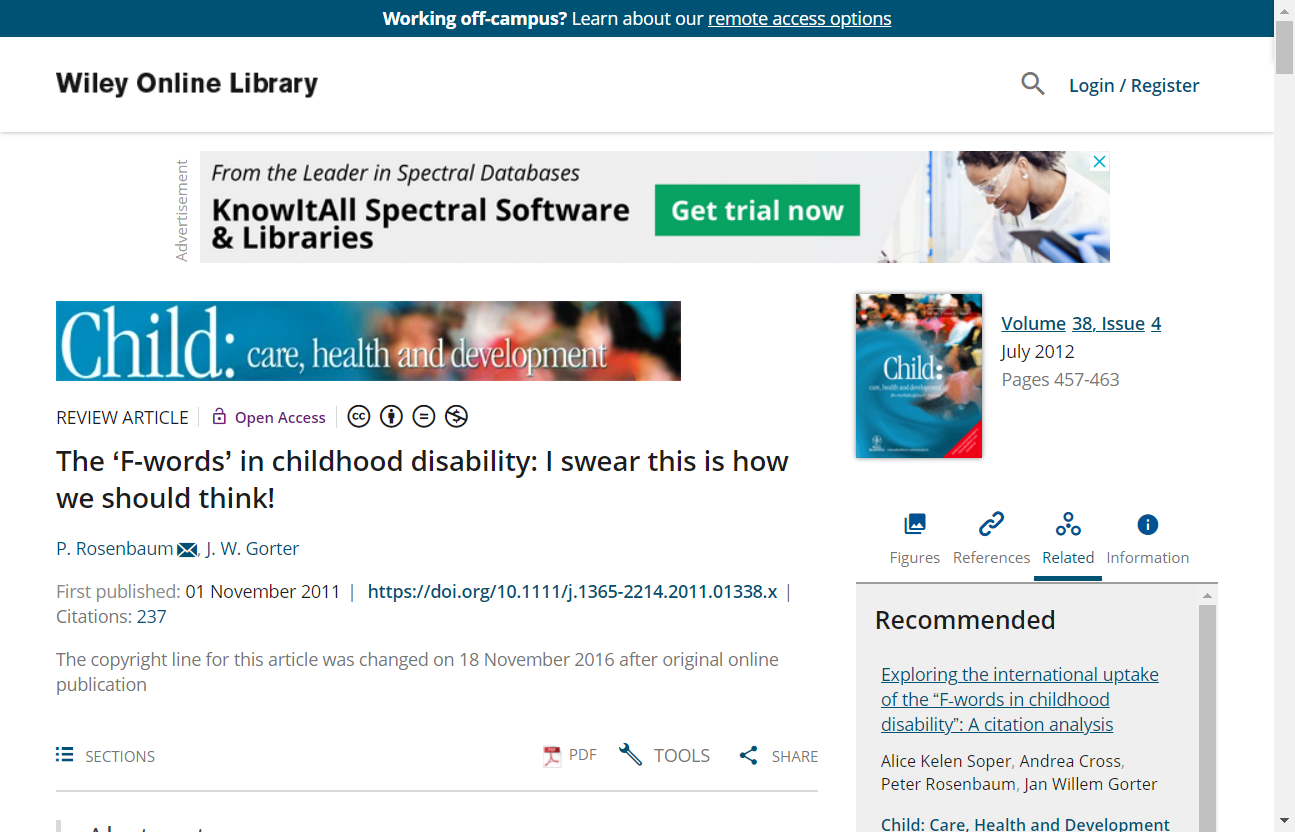 Working off-campus? Learn about our remote access options
Wiley Online Library
Login / Register
Advertisement
From the Leader in Spectral Databases
KnowItAll Spectral Software
& Libraries
Get trial now
Child: care, health and development
Child:
care, health and development
Volume 38, Issue 4
July 2012
Pages 457-463
REVIEW ARTICLE
Open Access
The ‘F-words’ in childhood disability: I swear this is how
we should think!
P. Rosenbaum, J. W. Gorter
First published: 01 November 2011 | https://doi.org/10.1111/j.1365-2214.2011.01338.x |
Citations: 237
The copyright line for this article was changed on 18 November 2016 after original online
publication
SECTIONS
PDF
TOOLS
SHARE
Figures
References
Related
Information
Recommended
Exploring the international uptake
of the “F-words in childhood
disability”: A citation analysis
Alice Kelen Soper, Andrea Cross,
Peter Rosenbaum, Jan Willem Gorter
Child: Care, Health and Development